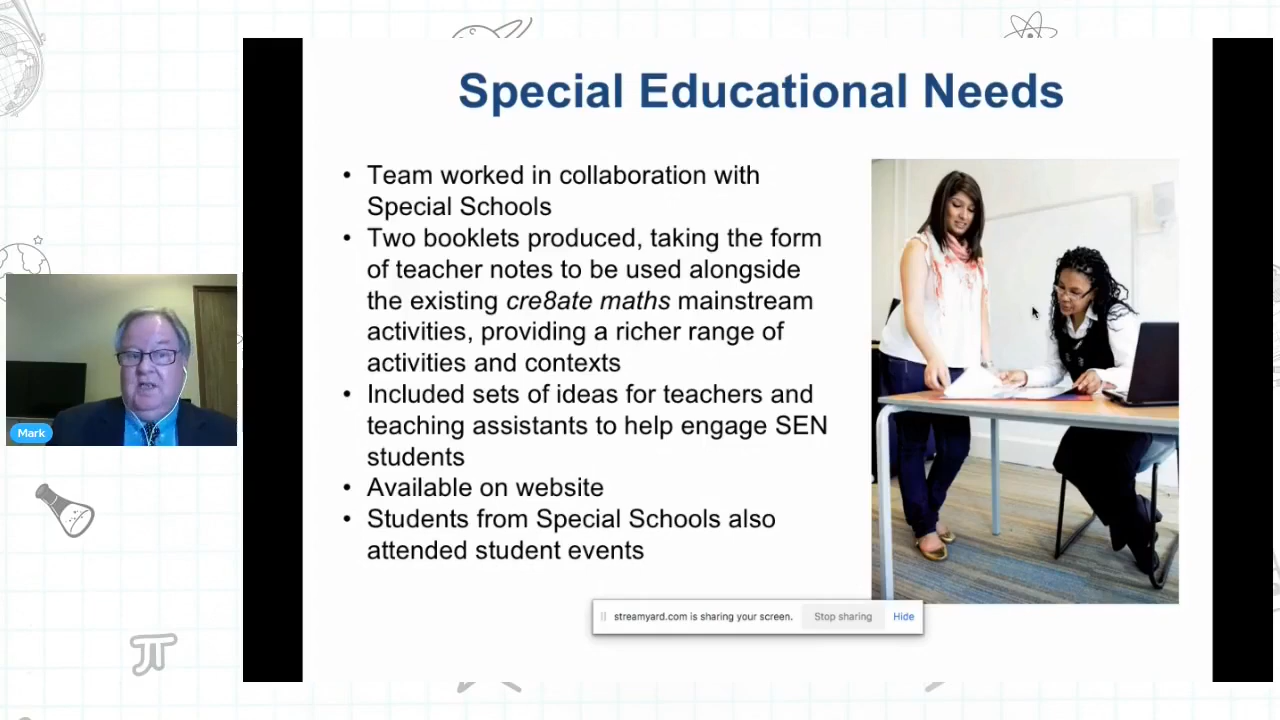 Special Educational Needs
• Team worked in collaboration with
Special Schools
• Two booklets produced, taking the form
of teacher notes to be used alongside
the existing cre8ate maths mainstream
activities, providing a richer range of
activities and contexts
• Included sets of ideas for teachers and
teaching assistants to help engage SEN
students
• Available on website
• Students from Special Schools also
attended student events
Mark
streamyard.com is sharing your screen. Stop sharing Hide